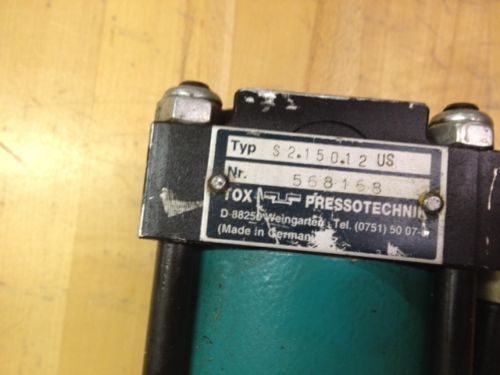 Typ S2.150.12 US
Nr. 568168
TOX PRESSOTECHNIK
D-88250 Weingarten Tel. (0751) 50 07-
(Made in Germany)